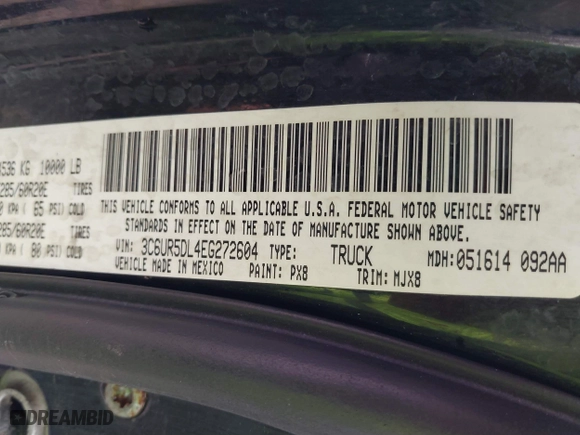 536 KG 10000 LB
285/60R20E TIRES
KPA ( 65 PSI) COLD
285/60R20E TIRES
KPA ( 80 PSI) COLD
THIS VEHICLE CONFORMS TO ALL APPLICABLE U.S.A. FEDERAL MOTOR VEHICLE SAFETY
STANDARDS IN EFFECT ON THE DATE OF MANUFACTURE SHOWN ABOVE.
VIN: 3C6UR5DL4EG272604 TYPE: TRUCK MDH: 051614 092AA
VEHICLE MADE IN MEXICO PAINT: PX8 TRIM: MJX8
DREAMBID